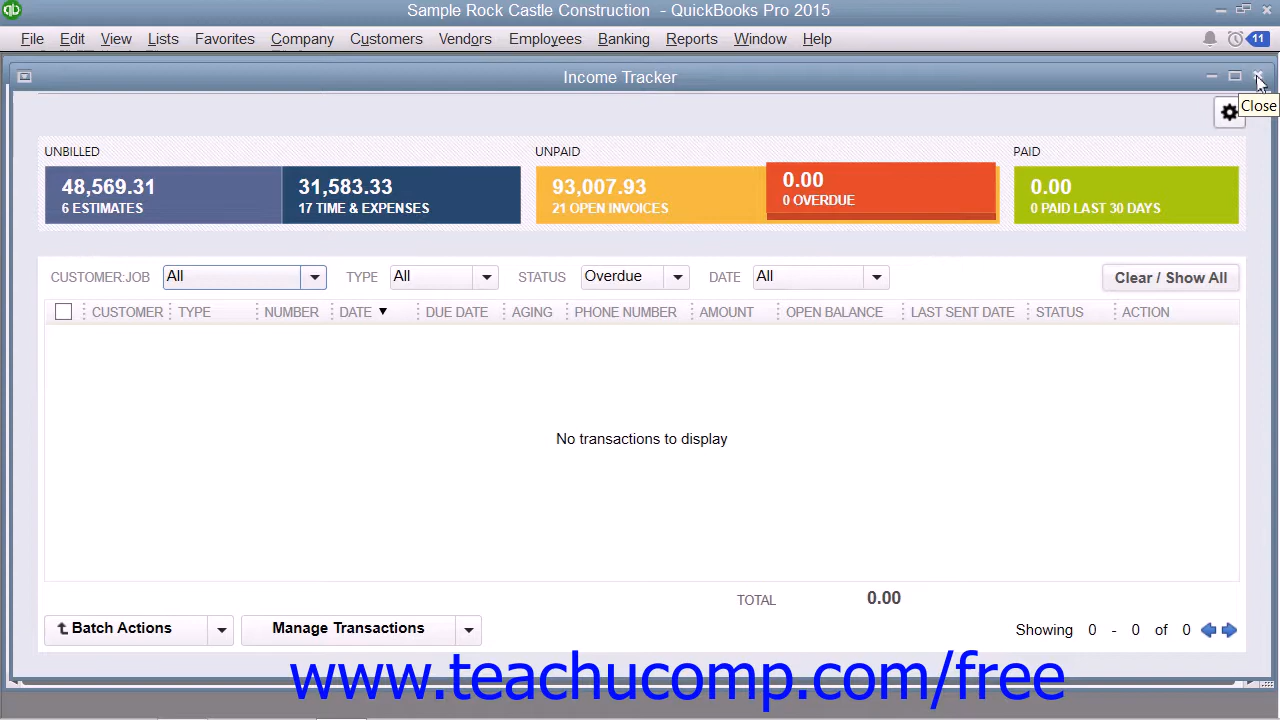 Sample Rock Castle Construction - QuickBooks Pro 2015
File Edit View Lists Favorites Company Customers Vendors Employees Banking Reports Window Help 11
Income Tracker
Close
UNBILLED UNPAID PAID
48,569.31 31,583.33 93,007.93 0.00 0.00
6 ESTIMATES 17 TIME & EXPENSES 21 OPEN INVOICES 0 OVERDUE 0 PAID LAST 30 DAYS
CUSTOMER:JOB All TYPE All STATUS Overdue DATE All Clear / Show All
CUSTOMER TYPE NUMBER DATE DUE DATE AGING PHONE NUMBER AMOUNT OPEN BALANCE LAST SENT DATE STATUS ACTION
No transactions to display
TOTAL 0.00
Batch Actions Manage Transactions Showing 0 - 0 of 0
www.teachucomp.com/free